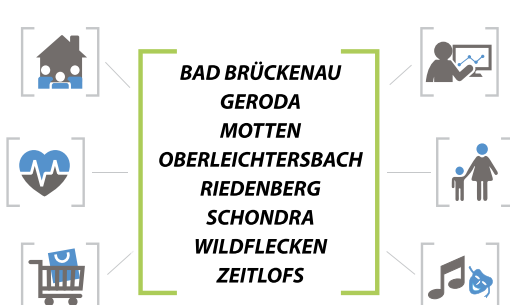 BAD BRÜCKENAU
GERODA
MOTTEN
OBERLEICHTERSBACH
RIEDENBERG
SCHONDRA
WILDFLECKEN
ZEITLOFS